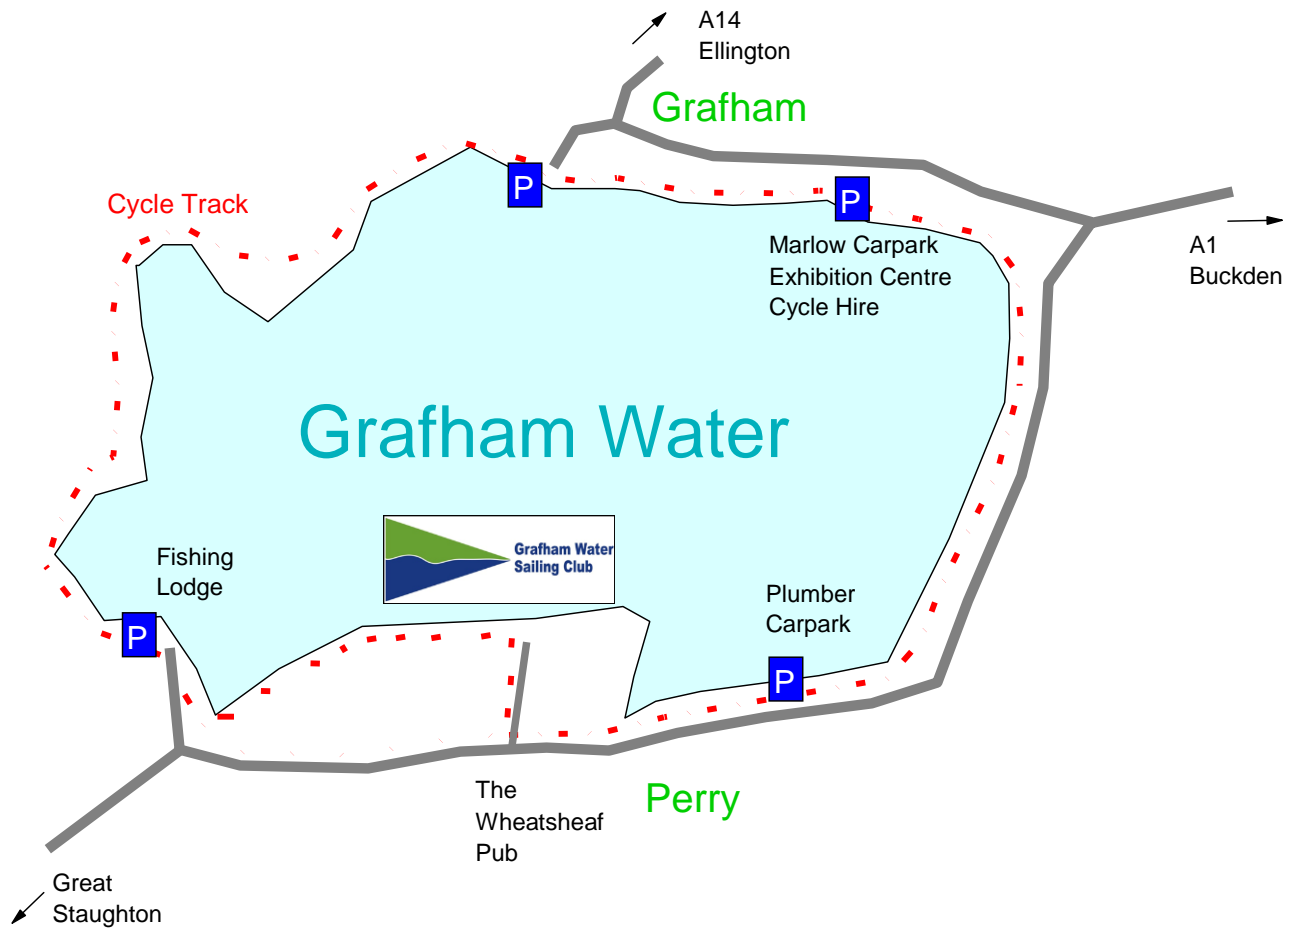 A14
Ellington
Grafham
P
Cycle Track
P
Marlow Carpark
Exhibition Centre
Cycle Hire
A1
Buckden
Grafham Water
Grafham Water
Sailing Club
Fishing
Lodge
P
Plumber
Carpark
P
The
Wheatsheaf
Pub
Perry
Great
Staughton